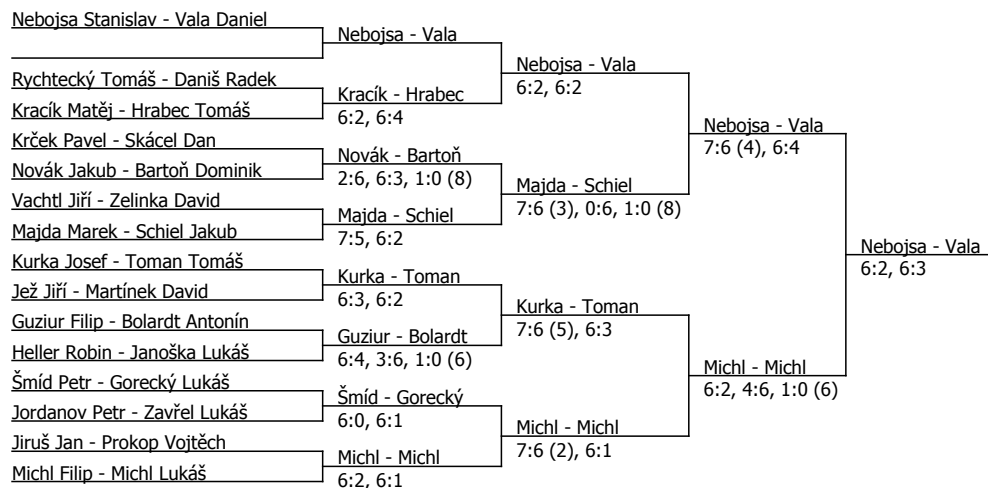 Nebojsa Stanislav - Vala Daniel
Rychtecký Tomáš - Daniš Radek
Kracík Matěj - Hrabec Tomáš
Krček Pavel - Skácel Dan
Novák Jakub - Bartoň Dominik
Vachtl Jiří - Zelinka David
Majda Marek - Schiel Jakub
Kurka Josef - Toman Tomáš
Jež Jiří - Martínek David
Guziur Filip - Bolardt Antonín
Heller Robin - Janoška Lukáš
Šmíd Petr - Gorecký Lukáš
Jordanov Petr - Zavřel Lukáš
Jiruš Jan - Prokop Vojtěch
Michl Filip - Michl Lukáš
Nebojsa - Vala
Kracík - Hrabec
6:2, 6:4
Novák - Bartoň
2:6, 6:3, 1:0 (8)
Majda - Schiel
7:5, 6:2
Kurka - Toman
6:3, 6:2
Guziur - Bolardt
6:4, 3:6, 1:0 (6)
Šmíd - Gorecký
6:0, 6:1
Michl - Michl
6:2, 6:1
Nebojsa - Vala
6:2, 6:2
Majda - Schiel
7:6 (3), 0:6, 1:0 (8)
Kurka - Toman
7:6 (5), 6:3
Michl - Michl
7:6 (2), 6:1
Nebojsa - Vala
7:6 (4), 6:4
Michl - Michl
6:2, 4:6, 1:0 (6)
Nebojsa - Vala
6:2, 6:3